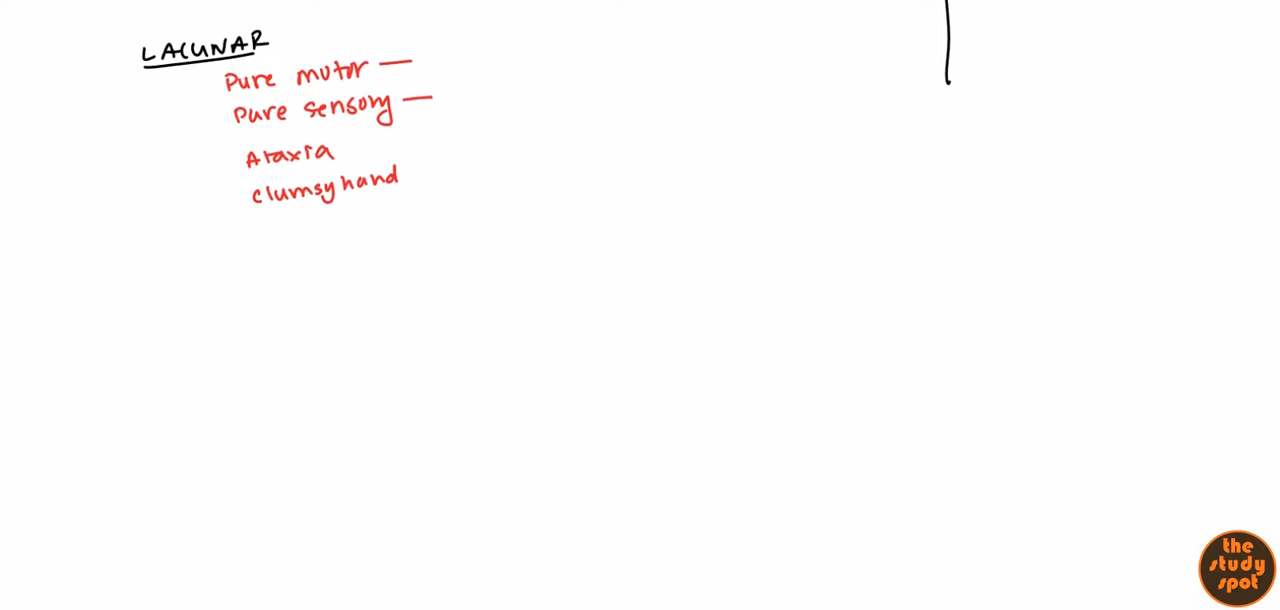 LACUNAR
Pure motor —
Pure sensory —
Ataxia
clumsy hand
the
study
spot